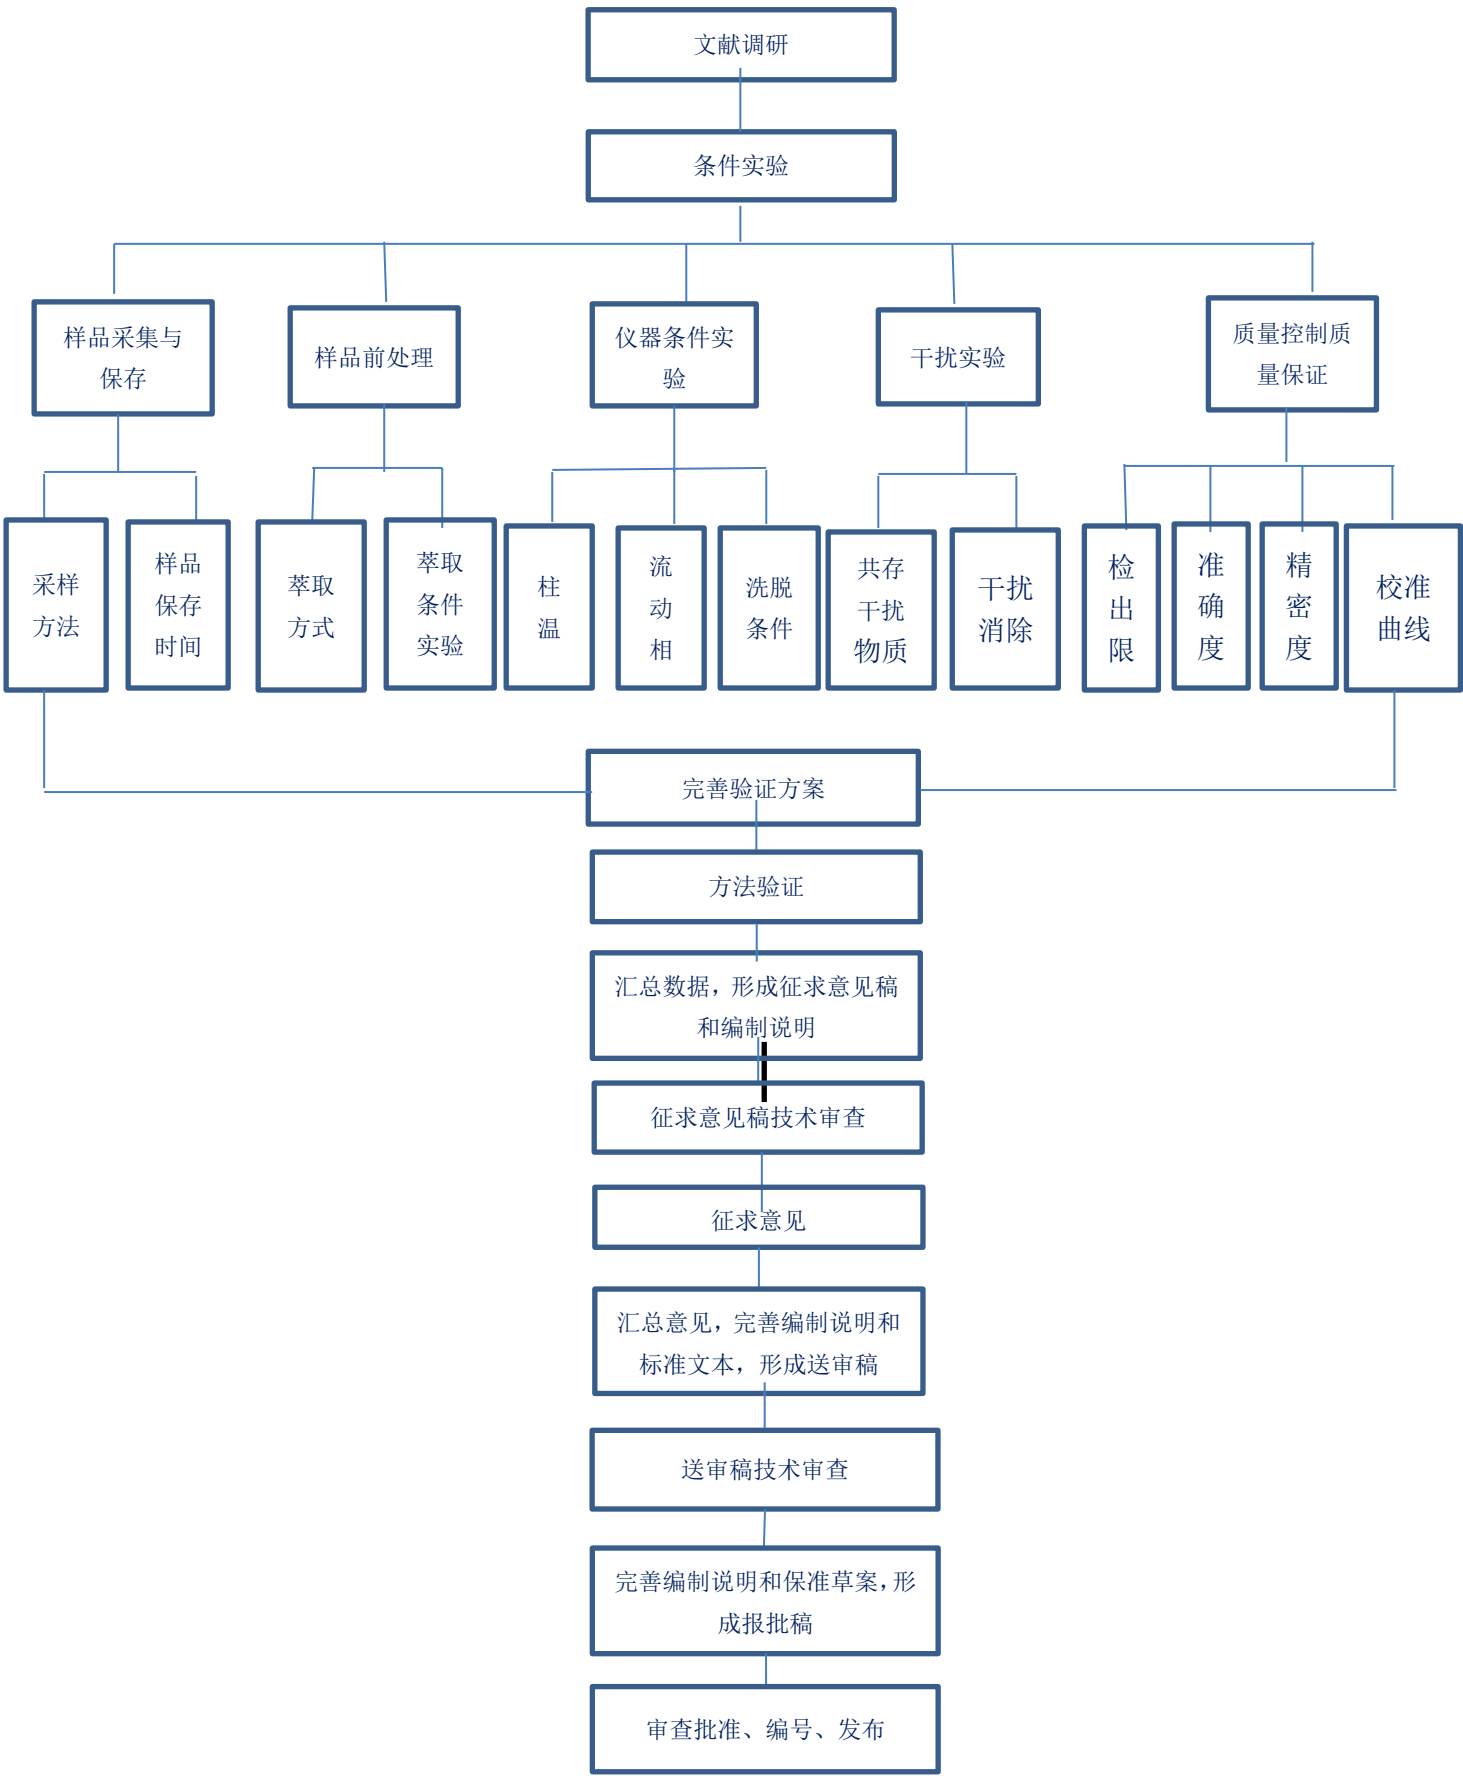 文献调研
条件实验
样品采集与
保存
样品前处理
仪器条件实
验
干扰实验
质量控制质
量保证
采样
方法
样品
保存
时间
萃取
方式
萃取
条件
实验
柱
温
流
动
相
洗脱
条件
共存
干扰
物质
干扰
消除
检
出
限
准
确
度
精
密
度
校准
曲线
完善验证方案
方法验证
汇总数据，形成征求意见稿
和编制说明
征求意见稿技术审查
征求意见
汇总意见，完善编制说明和
标准文本，形成送审稿
送审稿技术审查
完善编制说明和保准草案，形
成报批稿
审查批准、编号、发布